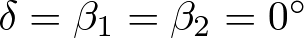 δ = β₁ = β₂ = 0°